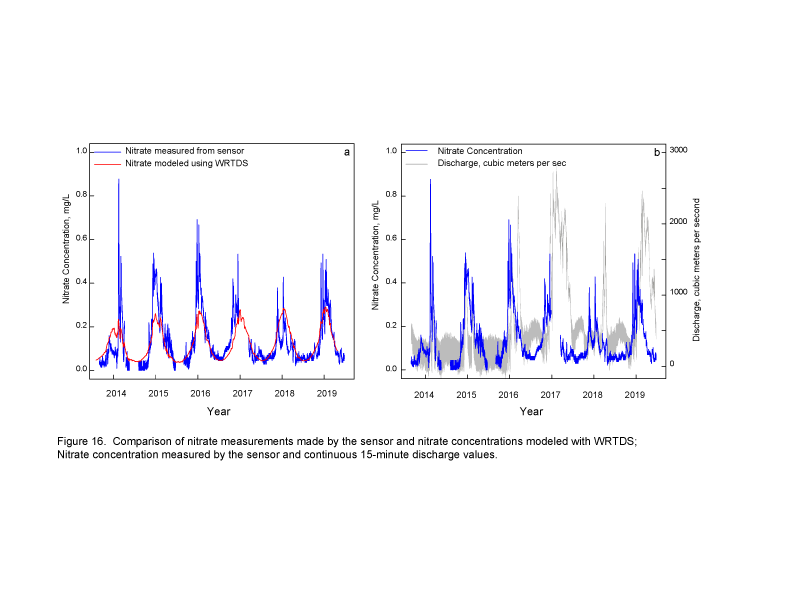 Nitrate measured from sensor
Nitrate modeled using WRTDS
a
1.0
0.8
0.6
0.4
0.2
0.0
Nitrate Concentration, mg/L
2014 2015 2016 2017 2018 2019
Year
Nitrate Concentration
Discharge, cubic meters per sec
b
1.0
0.8
0.6
0.4
0.2
0.0
Nitrate Concentration, mg/L
3000
2000
1000
0
Discharge, cubic meters per second
2014 2015 2016 2017 2018 2019
Year
Figure 16. Comparison of nitrate measurements made by the sensor and nitrate concentrations modeled with WRTDS;
Nitrate concentration measured by the sensor and continuous 15-minute discharge values.